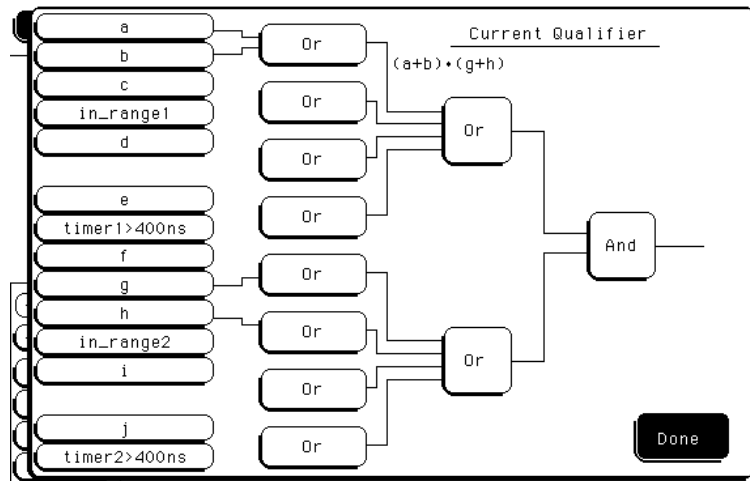 a
b
c
in_range1
d
e
timer1>400ns
f
g
h
in_range2
i
j
timer2>400ns
Or
Or
Or
Or
Or
Or
Or
Or
Current Qualifier
(a+b)•(g+h)
Or
Or
And
Done